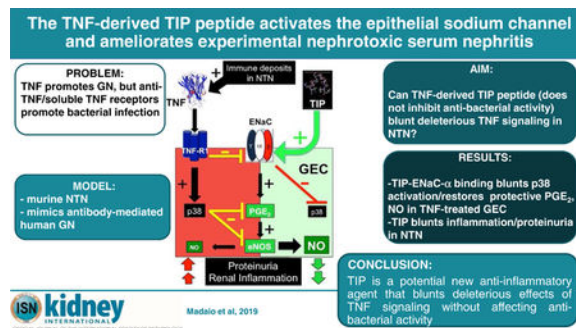 The TNF-derived TIP peptide activates the epithelial sodium channel
and ameliorates experimental nephrotoxic serum nephritis
PROBLEM:
TNF promotes GN, but anti-
TNF/soluble TNF receptors
promote bacterial infection
MODEL:
- murine NTN
- mimics antibody-mediated
human GN
+
Immune deposits in
NTN
TNF
TIP
ENaC
+
TNF-R1
GEC
+
+
p38
PGE2
p38
+
NO
eNOS
NO
Proteinuria
Renal Inflammation
AIM:
Can TNF-derived TIP peptide (does
not inhibit anti-bacterial activity)
blunt deleterious TNF signaling in
NTN?
RESULTS:
-TIP-ENaC-α binding blunts p38
activation/restores protective PGE2,
NO in TNF-treated GEC
-TIP blunts inflammation/proteinuria
in NTN
CONCLUSION:
TIP is a potential new anti-inflammatory
agent that blunts deleterious effects of
TNF signaling without affecting anti-
bacterial activity
ISN
kidney
INTERNATIONAL
Madaio et al, 2019